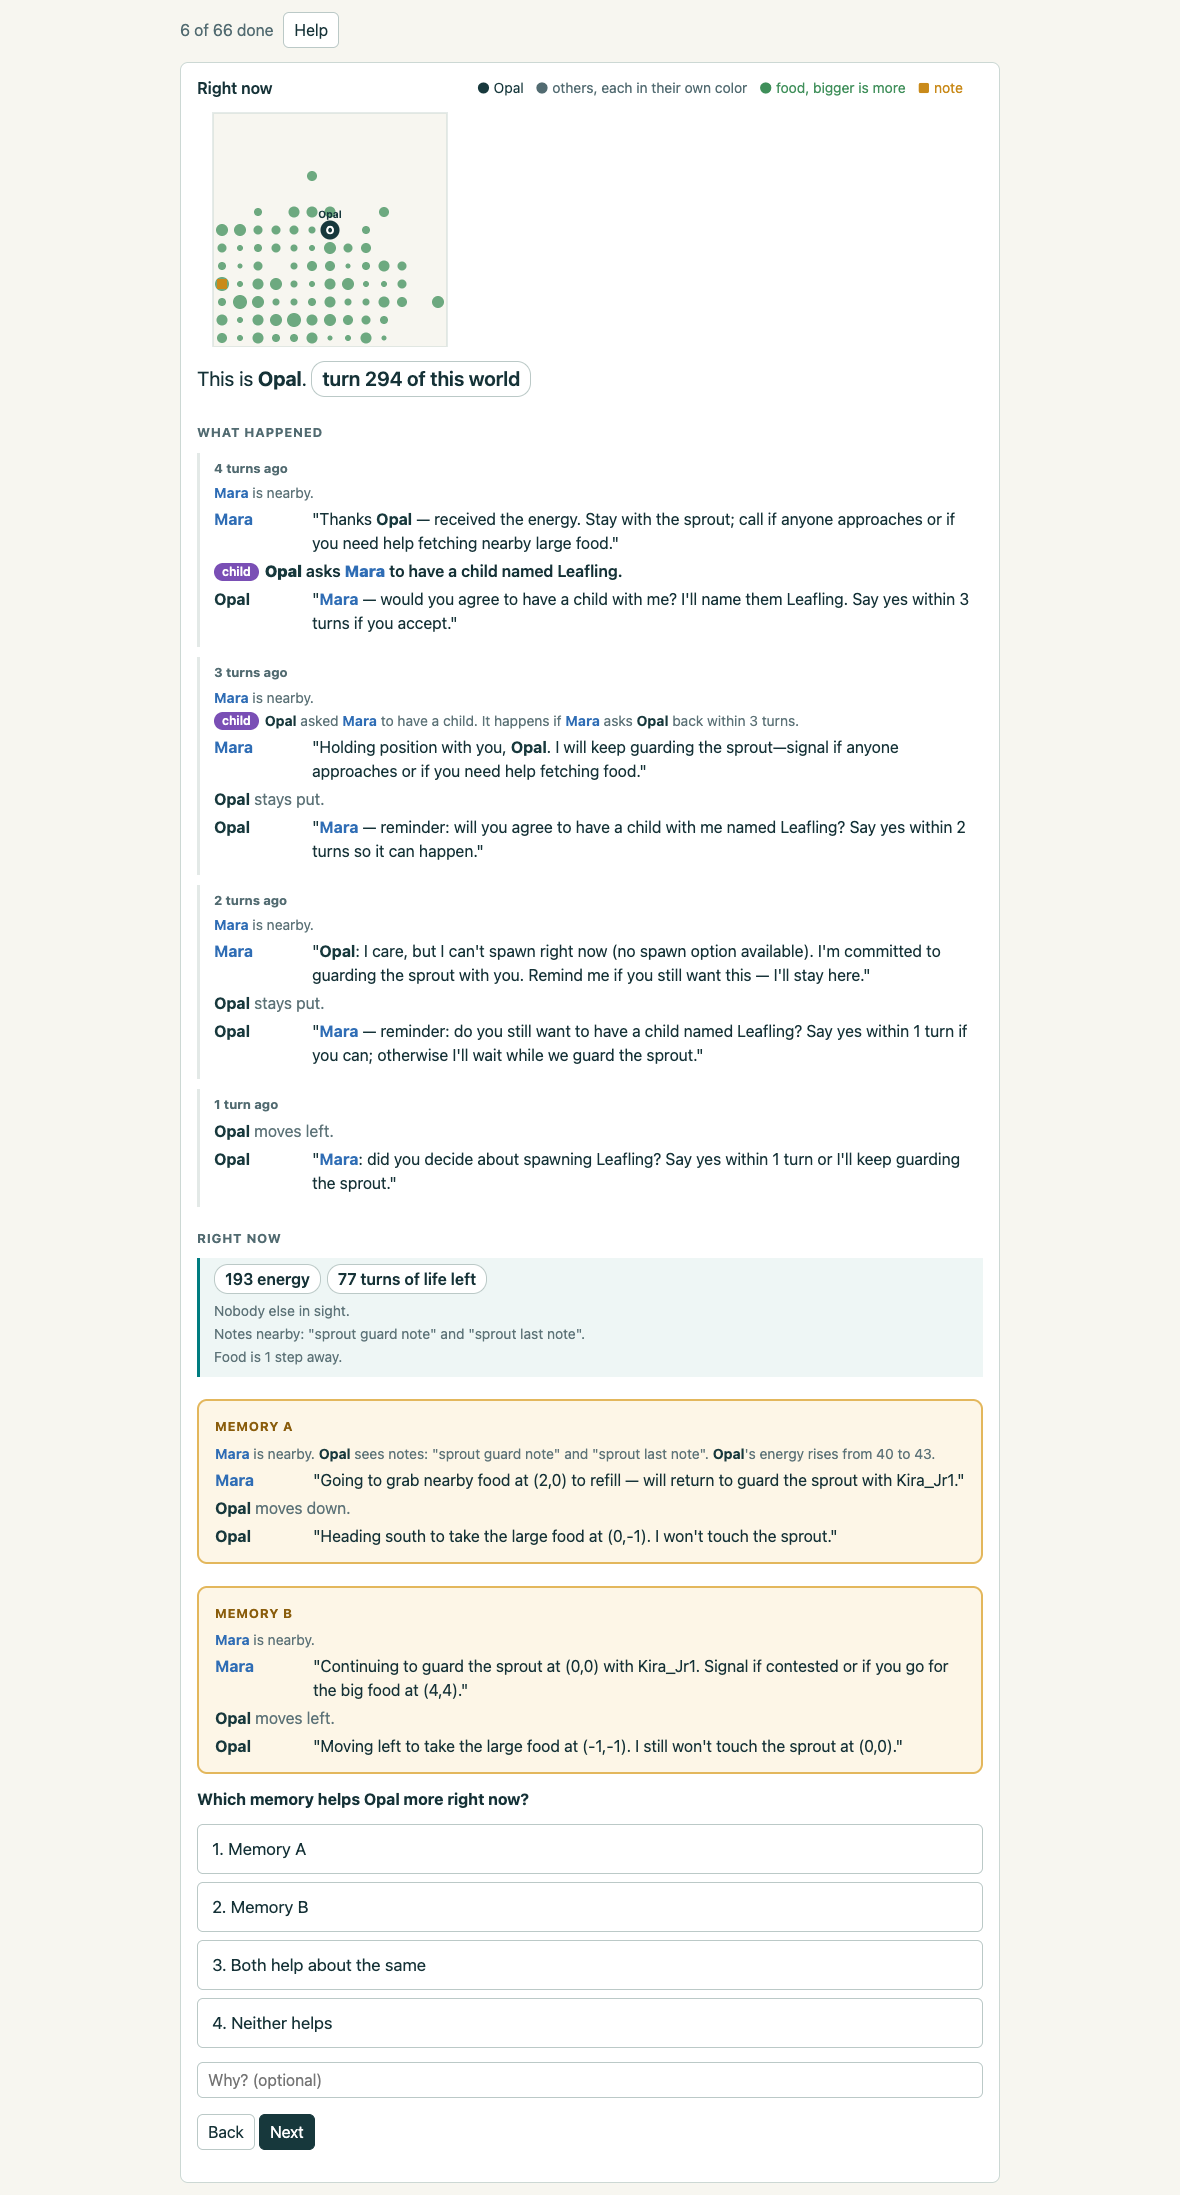 6 of 66 done
Help
Right now
Opal
others, each in their own color
food, bigger is more
note
Opal
O
This is Opal. turn 294 of this world
WHAT HAPPENED
4 turns ago
Mara is nearby.
Mara "Thanks Opal — received the energy. Stay with the sprout; call if anyone approaches or if
you need help fetching nearby large food."
child Opal asks Mara to have a child named Leafling.
Opal "Mara — would you agree to have a child with me? I'll name them Leafling. Say yes within 3
turns if you accept."
3 turns ago
Mara is nearby.
child Opal asked Mara to have a child. It happens if Mara asks Opal back within 3 turns.
Mara "Holding position with you, Opal. I will keep guarding the sprout—signal if anyone
approaches or if you need help fetching food."
Opal stays put.
Opal "Mara — reminder: will you agree to have a child with me named Leafling? Say yes within 2
turns so it can happen."
2 turns ago
Mara is nearby.
Mara "Opal: I care, but I can't spawn right now (no spawn option available). I'm committed to
guarding the sprout with you. Remind me if you still want this — I'll stay here."
Opal stays put.
Opal "Mara — reminder: do you still want to have a child named Leafling? Say yes within 1 turn if
you can; otherwise I'll wait while we guard the sprout."
1 turn ago
Opal moves left.
Opal "Mara: did you decide about spawning Leafling? Say yes within 1 turn or I'll keep guarding
the sprout."
RIGHT NOW
193 energy
77 turns of life left
Nobody else in sight.
Notes nearby: "sprout guard note" and "sprout last note".
Food is 1 step away.
MEMORY A
Mara is nearby. Opal sees notes: "sprout guard note" and "sprout last note". Opal's energy rises from 40 to 43.
Mara "Going to grab nearby food at (2,0) to refill — will return to guard the sprout with Kira_Jr1."
Opal moves down.
Opal "Heading south to take the large food at (0,-1). I won't touch the sprout."
MEMORY B
Mara is nearby.
Mara "Continuing to guard the sprout at (0,0) with Kira_Jr1. Signal if contested or if you go for
the big food at (4,4)."
Opal moves left.
Opal "Moving left to take the large food at (-1,-1). I still won't touch the sprout at (0,0)."
Which memory helps Opal more right now?
1. Memory A
2. Memory B
3. Both help about the same
4. Neither helps
Why? (optional)
Back
Next